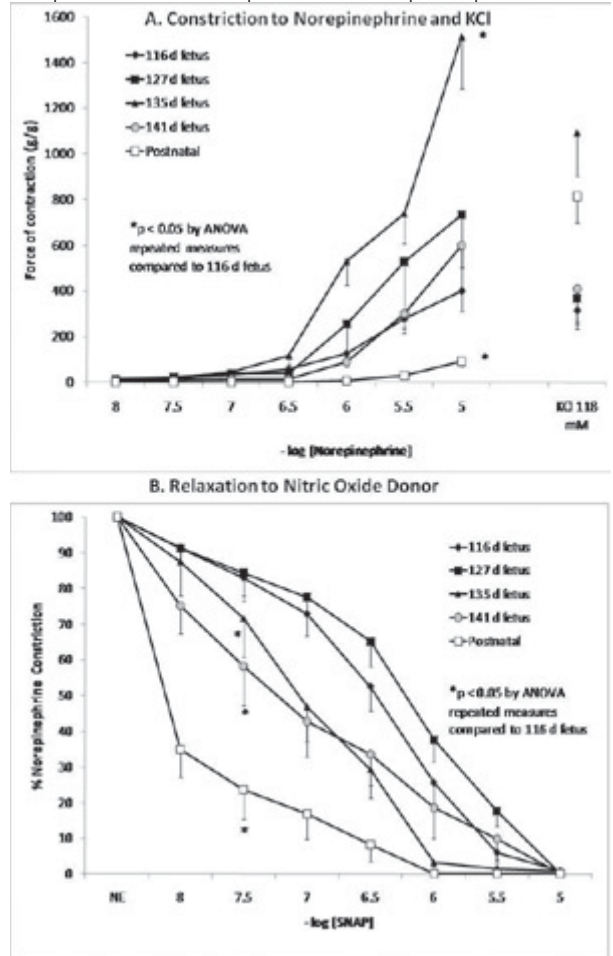 A. Constriction to Norepinephrine and KCl
1600
1400
1200
1000
800
600
400
200
0
Force of contraction (g/g)
116d fetus
127d fetus
135d fetus
141d fetus
Postnatal
*p < 0.05 by ANOVA
repeated measures
compared to 116 d fetus
*
*
8 7.5 7 6.5 6 5.5 5 KCl 118
mM
- log [Norepinephrine]
B. Relaxation to Nitric Oxide Donor
100
90
80
70
60
50
40
30
20
10
0
% Norepinephrine Constriction
116 d fetus
127 d fetus
135 d fetus
141 d fetus
Postnatal
*p <0.05 by ANOVA
repeated measures
compared to 116 d fetus
*
*
*
NE 8 7.5 7 6.5 6 5.5 5
-log [SNAP]